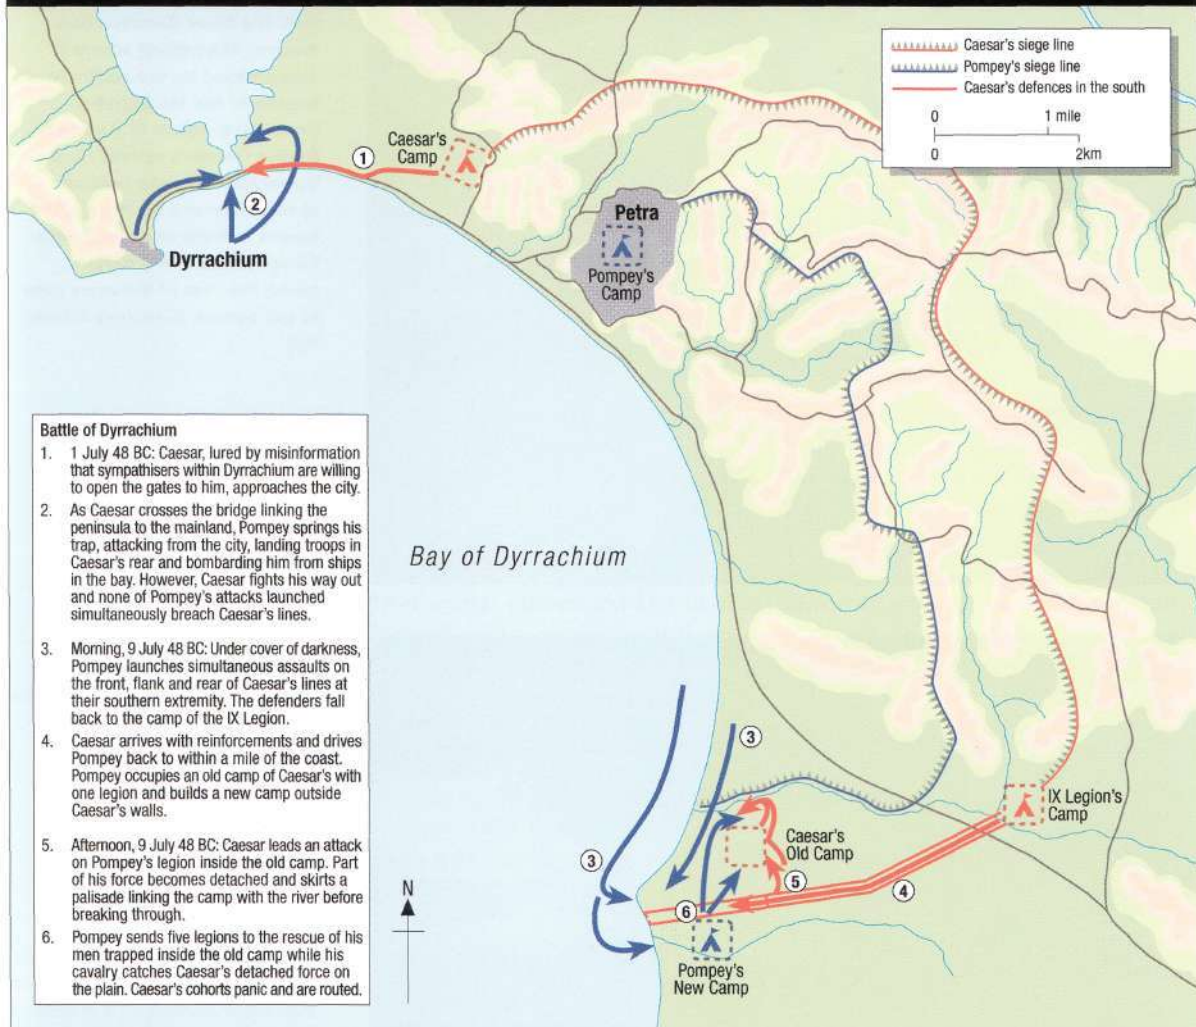 Caesar's siege line
Pompey's siege line
Caesar's defences in the south
0 1 mile
0 2km
Caesar's
Camp
1
2
Dyrrachium
Petra
Pompey's
Camp
Battle of Dyrrachium
1. 1 July 48 BC: Caesar, lured by misinformation
that sympathisers within Dyrrachium are willing
to open the gates to him, approaches the city.
2. As Caesar crosses the bridge linking the
peninsula to the mainland, Pompey springs his
trap, attacking from the city, landing troops in
Caesar's rear and bombarding him from ships
in the bay. However, Caesar fights his way out
and none of Pompey's attacks launched
simultaneously breach Caesar's lines.
3. Morning, 9 July 48 BC: Under cover of darkness,
Pompey launches simultaneous assaults on
the front, flank and rear of Caesar's lines at
their southern extremity. The defenders fall
back to the camp of the IX Legion.
4. Caesar arrives with reinforcements and drives
Pompey back to within a mile of the coast.
Pompey occupies an old camp of Caesar's with
one legion and builds a new camp outside
Caesar's walls.
5. Afternoon, 9 July 48 BC: Caesar leads an attack
on Pompey's legion inside the old camp. Part
of his force becomes detached and skirts a
palisade linking the camp with the river before
breaking through.
6. Pompey sends five legions to the rescue of his
men trapped inside the old camp while his
cavalry catches Caesar's detached force on
the plain. Caesar's cohorts panic and are routed.
Bay of Dyrrachium
3
IX Legion's
Camp
Caesar's
Old Camp
3
5
4
6
N
Pompey's
New Camp